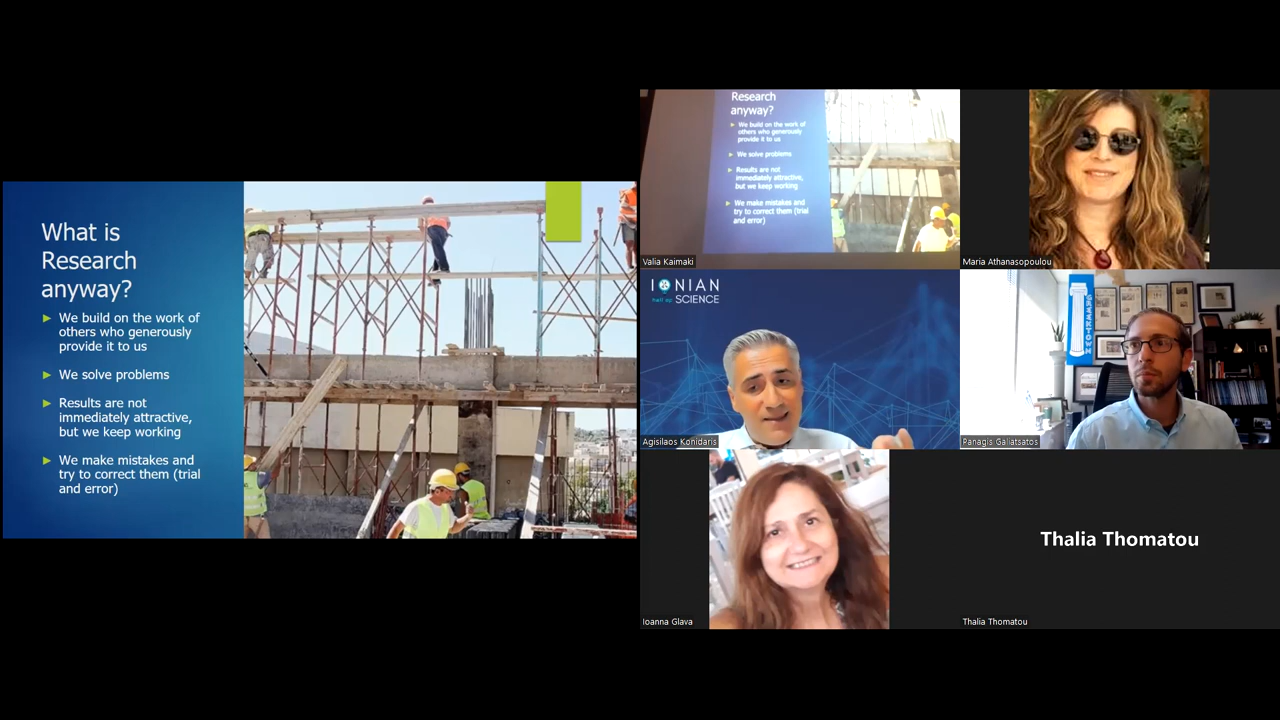 What is
Research
anyway?
We build on the work of
others who generously
provide it to us
We solve problems
Results are not
immediately attractive,
but we keep working
We make mistakes and
try to correct them (trial
and error)
Research
anyway?
We build on the work of
others who generously
provide it to us
We solve problems
Results are not
immediately attractive,
but we keep working
We make mistakes and
try to correct them (trial
and error)
Valia Kaimaki
Maria Athanasopoulou
IONIAN
hall of SCIENCE
Agisilaos Konidaris
GREEKTOWN
Panagis Galiatsatos
Ioanna Glava
Thalia Thomatou
Thalia Thomatou